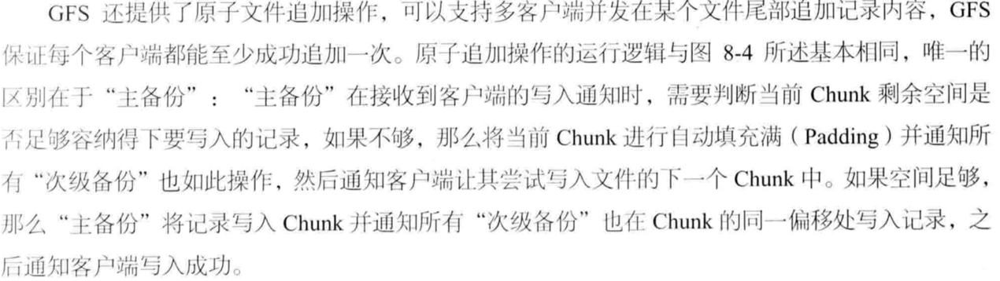 GFS 还提供了原子文件追加操作，可以支持多客户端并发在某个文件尾部追加记录内容，GFS
保证每个客户端都能至少成功追加一次。原子追加操作的运行逻辑与图 8-4 所述基本相同，唯一的
区别在于“主备份”：“主备份”在接收到客户端的写入通知时，需要判断当前 Chunk 剩余空间是
否足够容纳得下要写入的记录，如果不够，那么将当前 Chunk 进行自动填充满（Padding）并通知所
有“次级备份”也如此操作，然后通知客户端让其尝试写入文件的下一个 Chunk 中。如果空间足够，
那么“主备份”将记录写入 Chunk 并通知所有“次级备份”也在 Chunk 的同一偏移处写入记录，之
后通知客户端写入成功。